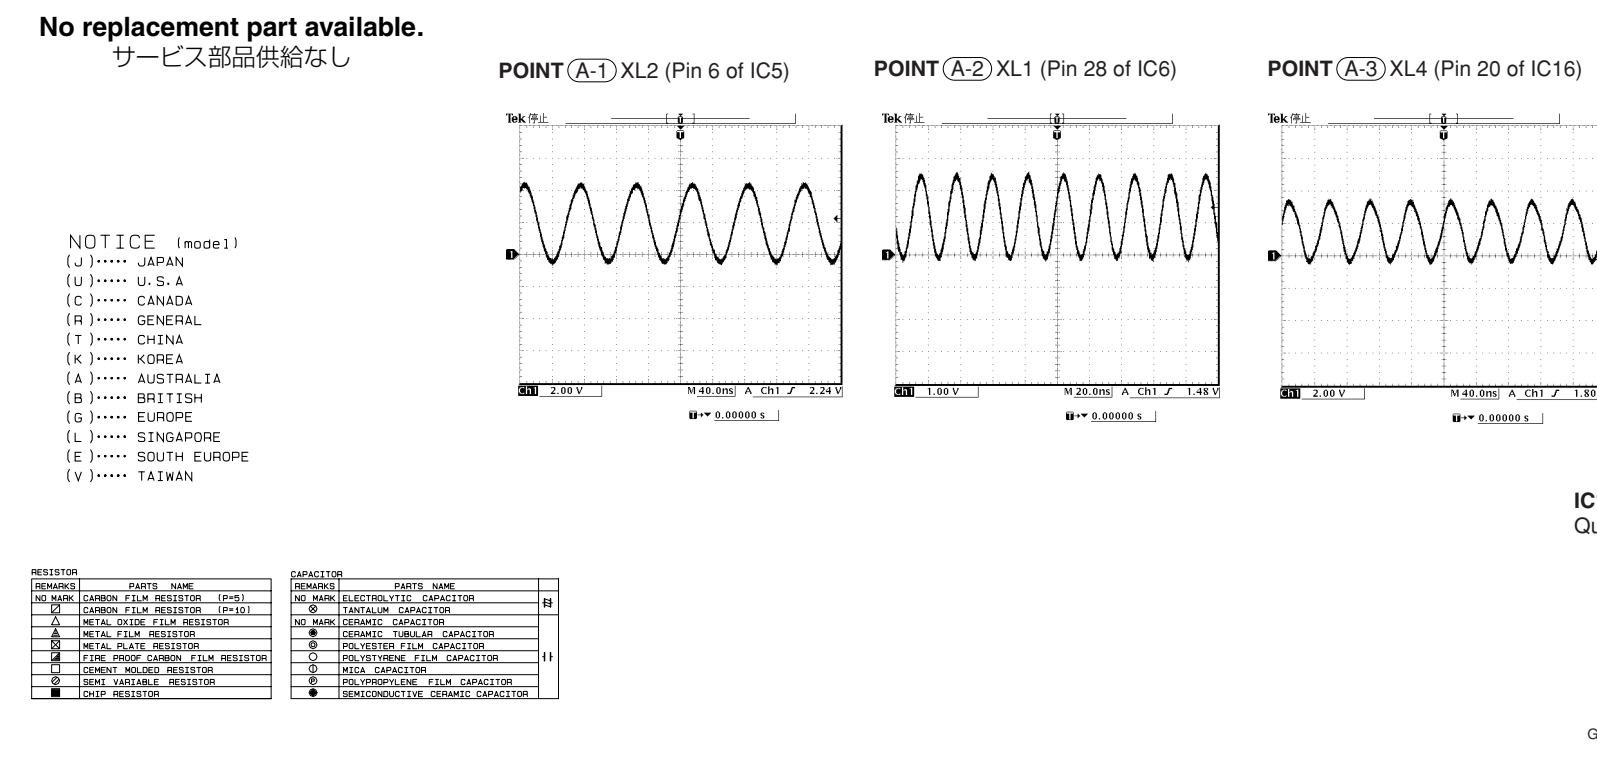 No replacement part available.
サービス部品供給なし
POINT A-1 XL2 (Pin 6 of IC5)
Tek 停止
T
1
Ch1 2.00 V M 40.0ns A Ch1 2.24 V
T 0.00000 s
POINT A-2 XL1 (Pin 28 of IC6)
Tek 停止
T
1
Ch1 1.00 V M 20.0ns A Ch1 1.48 V
T 0.00000 s
POINT A-3 XL4 (Pin 20 of IC16)
Tek 停止
T
1
Ch1 2.00 V M 40.0ns A Ch1 1.80
T 0.00000 s
NOTICE (model)
(J)..... JAPAN
(U)..... U.S.A
(C)..... CANADA
(R)..... GENERAL
(T)..... CHINA
(K)..... KOREA
(A)..... AUSTRALIA
(B)..... BRITISH
(G)..... EUROPE
(L)..... SINGAPORE
(E)..... SOUTH EUROPE
(V)..... TAIWAN
RESISTOR
REMARKS PARTS NAME
NO MARK CARBON FILM RESISTOR (P=5)
CARBON FILM RESISTOR (P=10)
METAL OXIDE FILM RESISTOR
METAL FILM RESISTOR
METAL PLATE RESISTOR
FIRE PROOF CARBON FILM RESISTOR
CEMENT MOLDED RESISTOR
SEMI VARIABLE RESISTOR
CHIP RESISTOR
CAPACITOR
REMARKS PARTS NAME
NO MARK ELECTROLYTIC CAPACITOR
TANTALUM CAPACITOR
NO MARK CERAMIC CAPACITOR
CERAMIC TUBULAR CAPACITOR
POLYESTER FILM CAPACITOR
POLYSTYRENE FILM CAPACITOR
MICA CAPACITOR
P POLYPROPYLENE FILM CAPACITOR
SEMICONDUCTIVE CERAMIC CAPACITOR
IC
Qu
G